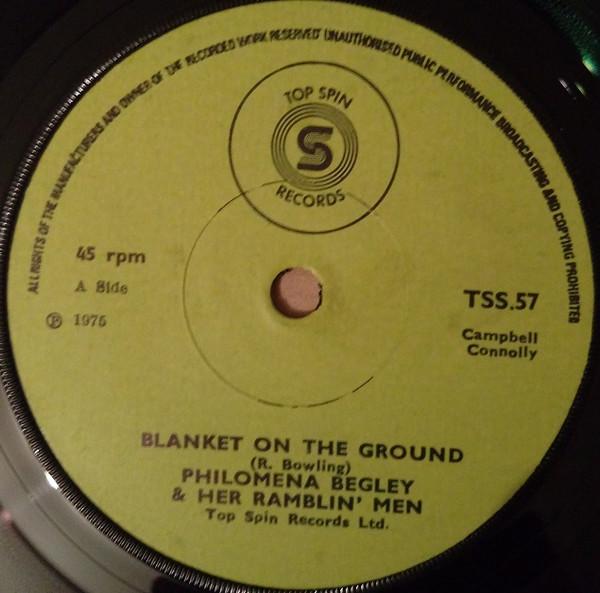 ALL RIGHTS OF THE MANUFACTURERS AND OWNER OF THE RECORDED WORK RESERVED UNAUTHORISED PUBLIC PERFORMANCE BROADCASTING AND COPYING PROHIBITED
TOP SPIN
S
RECORDS
45 rpm
A Side
Ⓟ 1975
TSS.57
Campbell
Connolly
BLANKET ON THE GROUND
(R. Bowling)
PHILOMENA BEGLEY
& HER RAMBLIN' MEN
Top Spin Records Ltd.